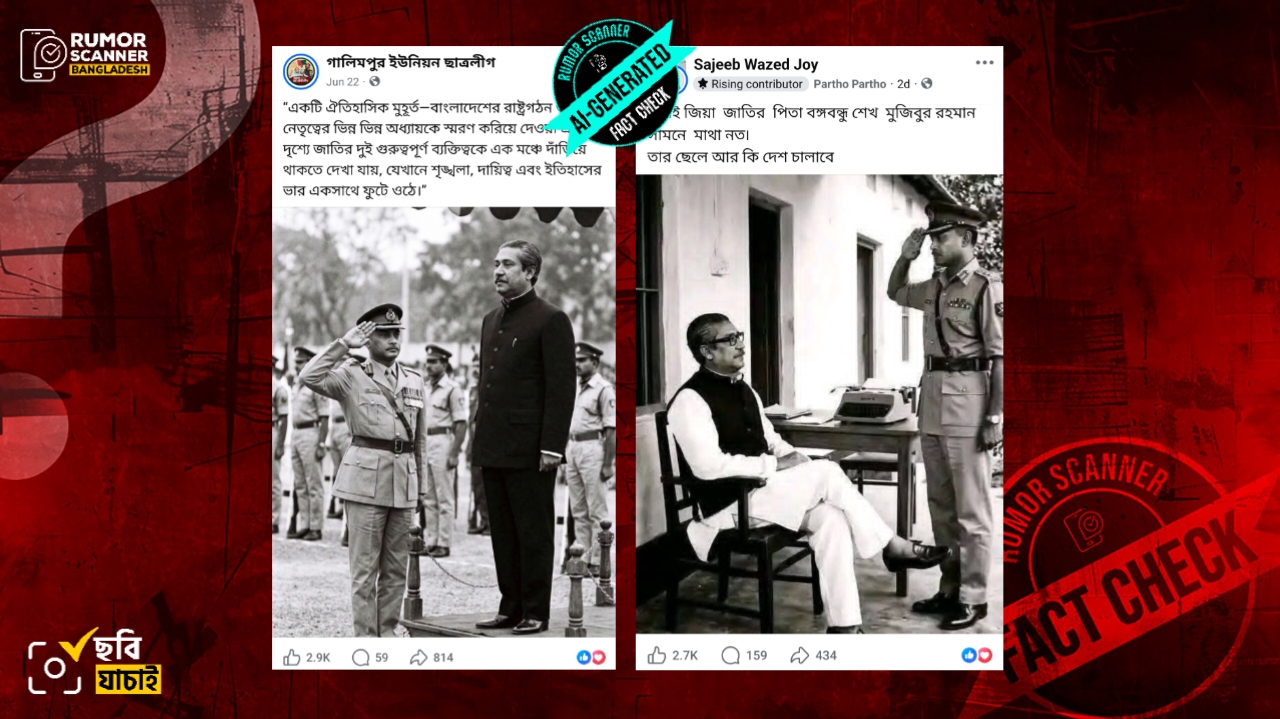 RUMOR
SCANNER
BANGLADESH
গালিমপুর ইউনিয়ন ছাত্রলীগ
Jun 22 ·
"একটি ঐতিহাসিক মুহূর্ত—বাংলাদেশের রাষ্ট্রগঠন
নেতৃত্বের ভিন্ন ভিন্ন অধ্যায়কে স্মরণ করিয়ে দেওয়া
দৃশ্যে জাতির দুই গুরুত্বপূর্ণ ব্যক্তিত্বকে এক মঞ্চে দাঁড়িয়ে
থাকতে দেখা যায়, যেখানে শৃঙ্খলা, দায়িত্ব এবং ইতিহাসের
ভার একসাথে ফুটে ওঠে।"
2.9K 59 814
RUMOR SCANNER
AI-GENERATED
FACT CHECK
Sajeeb Wazed Joy
Rising contributor Partho Partho · 2d ·
জিয়া জাতির পিতা বঙ্গবন্ধু শেখ মুজিবুর রহমান
সামনে মাথা নত।
তার ছেলে আর কি দেশ চালাবে
2.7K 159 434
RUMOR SCANNER
FACT CHECK
ছবি
যাচাই